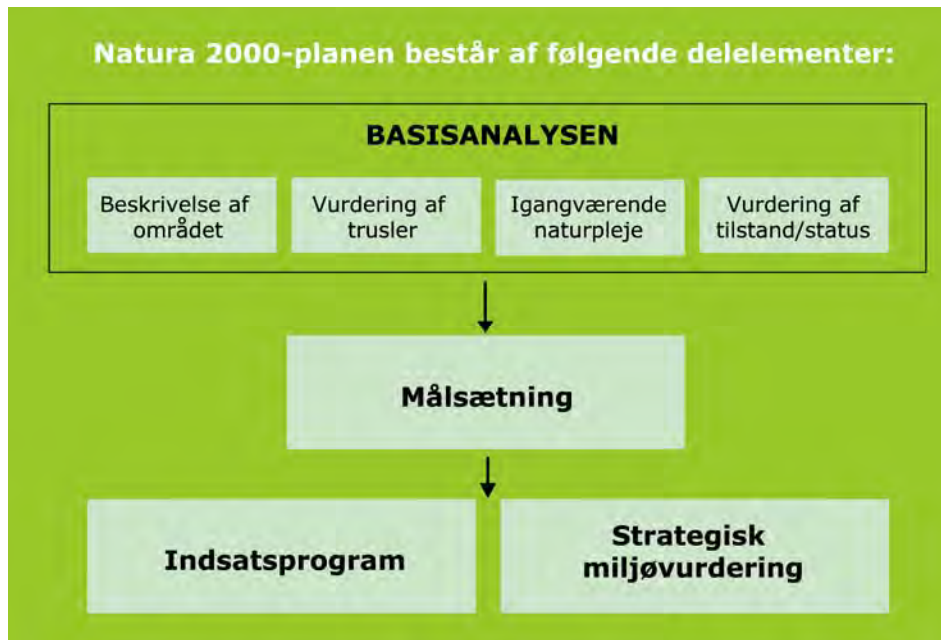 Natura 2000-planen består af følgende delelementer:
BASISANALYSEN
Beskrivelse af
området
Vurdering af
trusler
Igangværende
naturpleje
Vurdering af
tilstand/status
Målsætning
Indsatsprogram
Strategisk
miljøvurdering